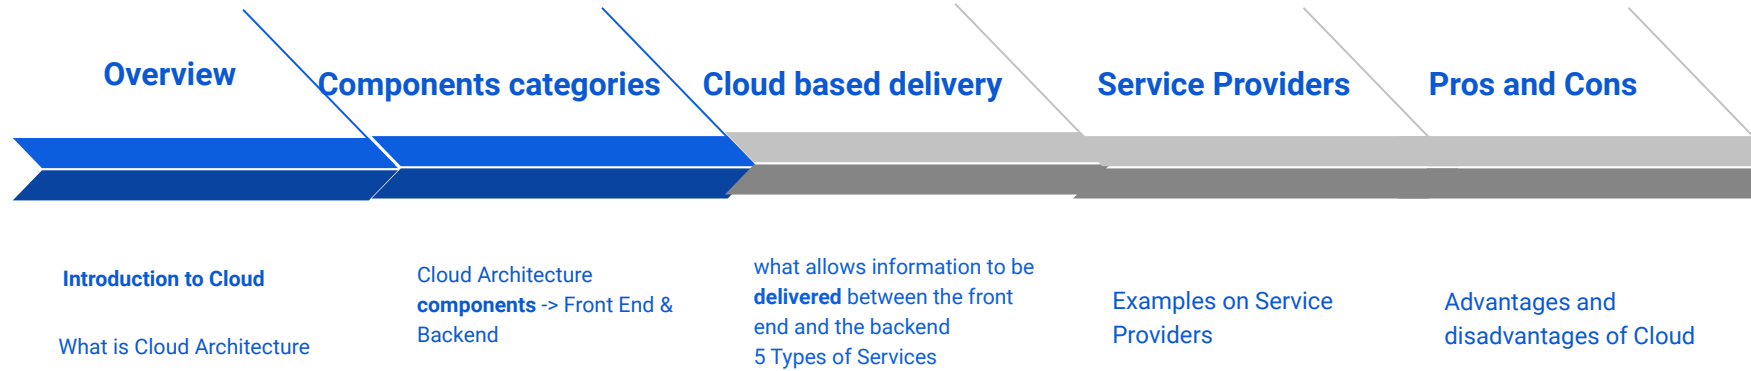 Overview
Components categories
Cloud based delivery
Service Providers
Pros and Cons
Introduction to Cloud
What is Cloud Architecture
Cloud Architecture
components -> Front End &
Backend
what allows information to be
delivered between the front
end and the backend
5 Types of Services
Examples on Service
Providers
Advantages and
disadvantages of Cloud